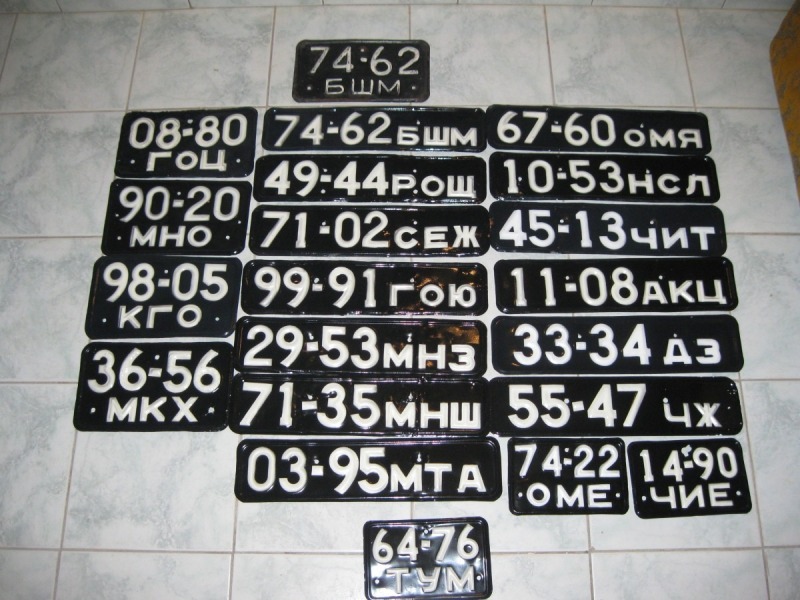 74-62
БШМ
08-80
ГОЦ
74-62БШМ
67-60ОМЯ
49-44РОЩ
10-53НСЛ
90-20
МНО
71-02СЕЖ
45-13ЧИТ
98-05
КГО
99-91ГОЮ
11-08АКЦ
29-53МНЗ
33-34ДЗ
36-56
МКХ
71-35МНШ
55-47ЧЖ
03-95МТА
74-22
ОМЕ
14-90
ЧИЕ
64-76
ТУМ